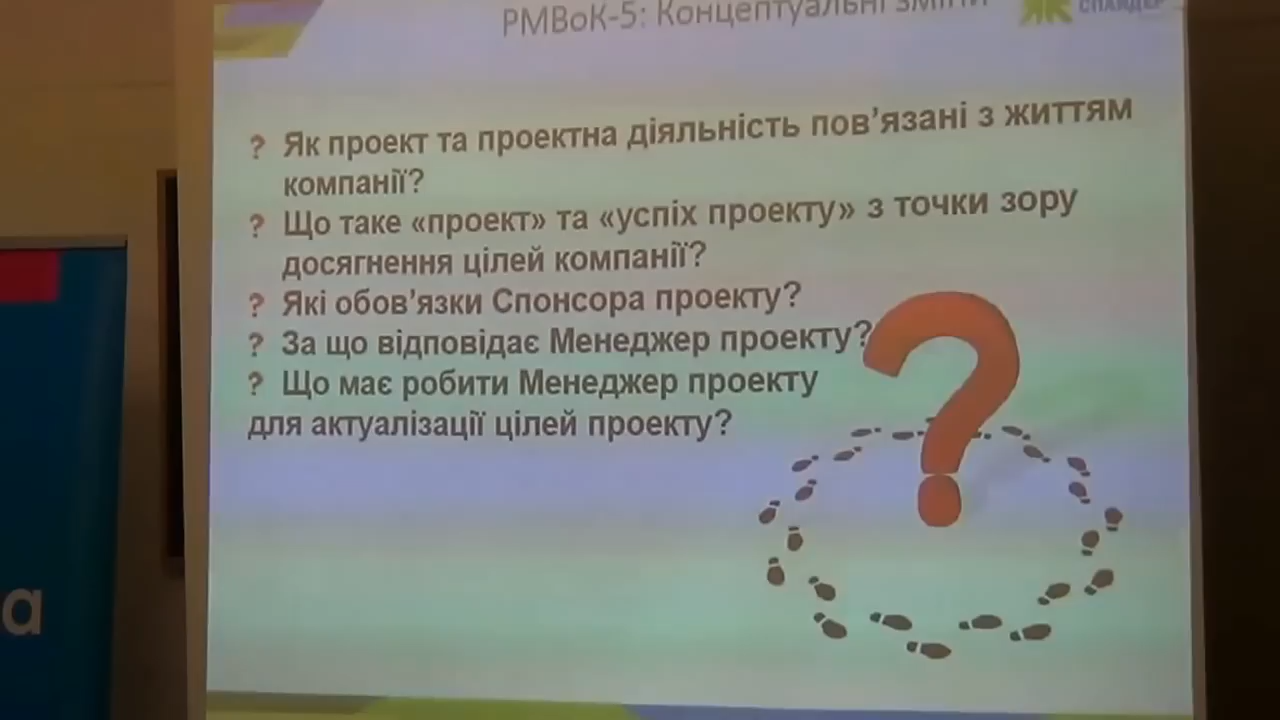 PMBoK-5: Концептуальні зміни
СПАЙДЕР
? Як проект та проектна діяльність пов’язані з життям
компанії?
? Що таке «проект» та «успіх проекту» з точки зору
досягнення цілей компанії?
? Які обов’язки Спонсора проекту?
? За що відповідає Менеджер проекту?
? Що має робити Менеджер проекту
для актуалізації цілей проекту?
?
а